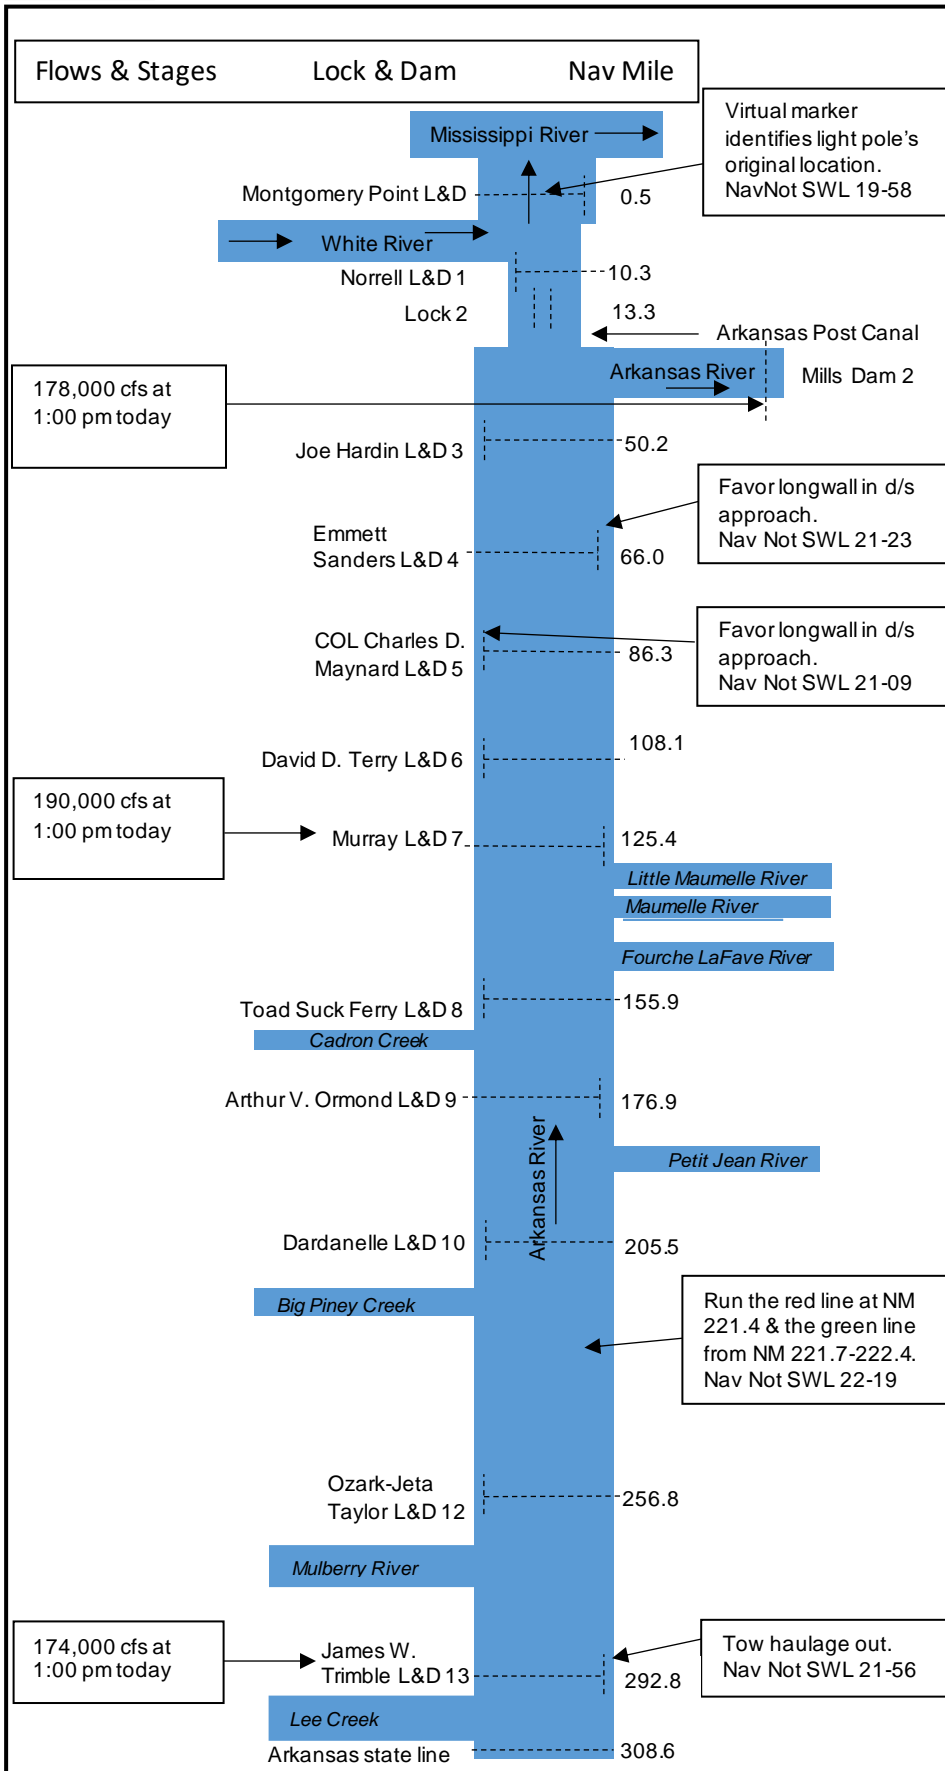 Flows & Stages Lock & Dam Nav Mile
Mississippi River
Virtual marker
identifies light pole's
original location.
NavNot SWL 19-58
Montgomery Point L&D
0.5
White River
Norrell L&D 1
10.3
Lock 2
13.3
Arkansas Post Canal
Arkansas River
Mills Dam 2
178,000 cfs at
1:00 pm today
Joe Hardin L&D 3
50.2
Favor longwall in d/s
approach.
Nav Not SWL 21-23
Emmett
Sanders L&D 4
66.0
Favor longwall in d/s
approach.
Nav Not SWL 21-09
COL Charles D.
Maynard L&D 5
86.3
David D. Terry L&D 6
108.1
190,000 cfs at
1:00 pm today
Murray L&D 7
125.4
Little Maumelle River
Maumelle River
Fourche LaFave River
Toad Suck Ferry L&D 8
155.9
Cadron Creek
Arthur V. Ormond L&D 9
176.9
Arkansas River
Petit Jean River
Dardanelle L&D 10
205.5
Big Piney Creek
Run the red line at NM
221.4 & the green line
from NM 221.7-222.4.
Nav Not SWL 22-19
Ozark-Jeta
Taylor L&D 12
256.8
Mulberry River
174,000 cfs at
1:00 pm today
James W.
Trimble L&D 13
292.8
Tow haulage out.
Nav Not SWL 21-56
Lee Creek
Arkansas state line
308.6